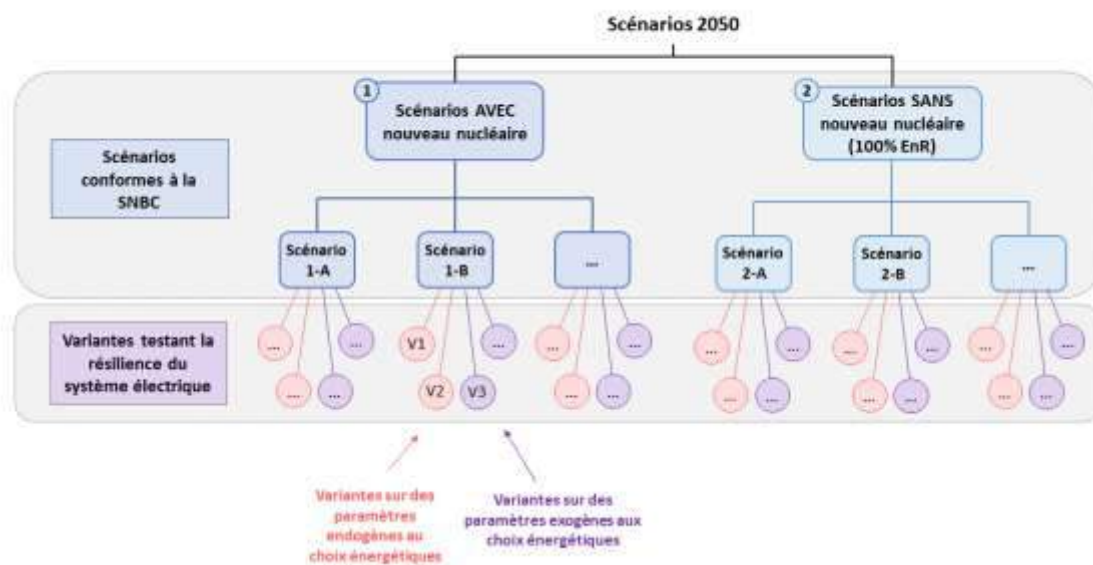 Scénarios 2050
1
Scénarios AVEC
nouveau nucléaire
2
Scénarios SANS
nouveau nucléaire
(100% EnR)
Scénarios
conformes à la
SNBC
Scénario
1-A
Scénario
1-B
...
Scénario
2-A
Scénario
2-B
...
Variantes testant la
résilience du
système électrique
...
...
V1
...
...
...
...
...
...
...
...
...
...
...
V2
V3
...
...
...
...
...
...
...
...
Variantes sur des
paramètres
endogènes au
choix énergétiques
Variantes sur des
paramètres exogènes aux
choix énergétiques